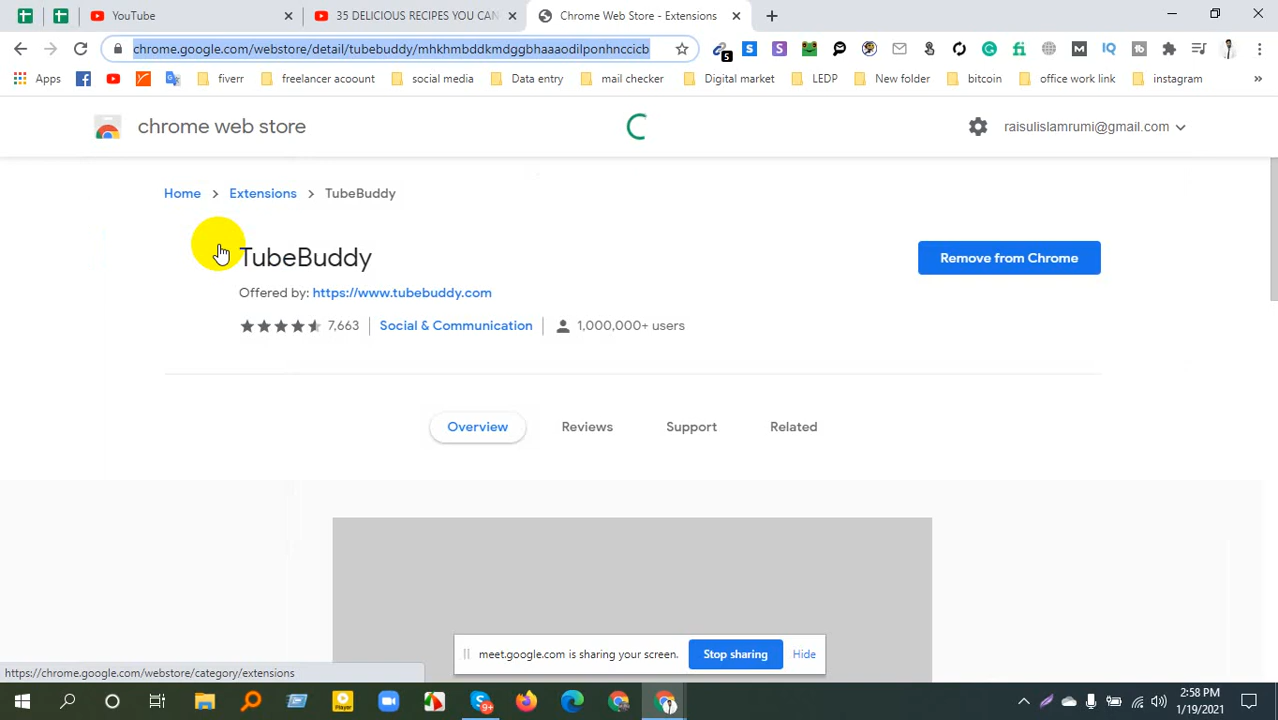 YouTube
35 DELICIOUS RECIPES YOU CAN
Chrome Web Store - Extensions
chrome.google.com/webstore/detail/tubebuddy/mhkhmbddkmdggbhaaaodilponhnccicb
5
Apps
fiverr
freelancer acoount
social media
Data entry
mail checker
Digital market
LEDP
New folder
bitcoin
office work link
instagram
chrome web store
raisulislamrumi@gmail.com
Home > Extensions > TubeBuddy
TubeBuddy
Remove from Chrome
Offered by: https://www.tubebuddy.com
7,663
Social & Communication
1,000,000+ users
Overview
Reviews
Support
Related
meet.google.com is sharing your screen.
Stop sharing
Hide
https://chrome.google.com/webstore/category/extensions
2:58 PM
1/19/2021